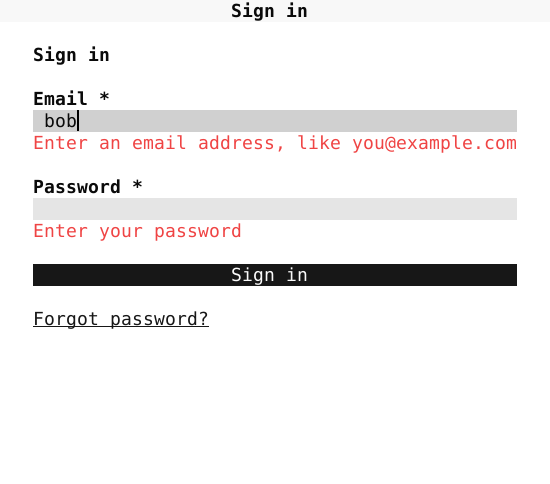 Sign in
Sign in
Email *
bob
Enter an email address, like you@example.com
Password *
Enter your password
Sign in
Forgot password?